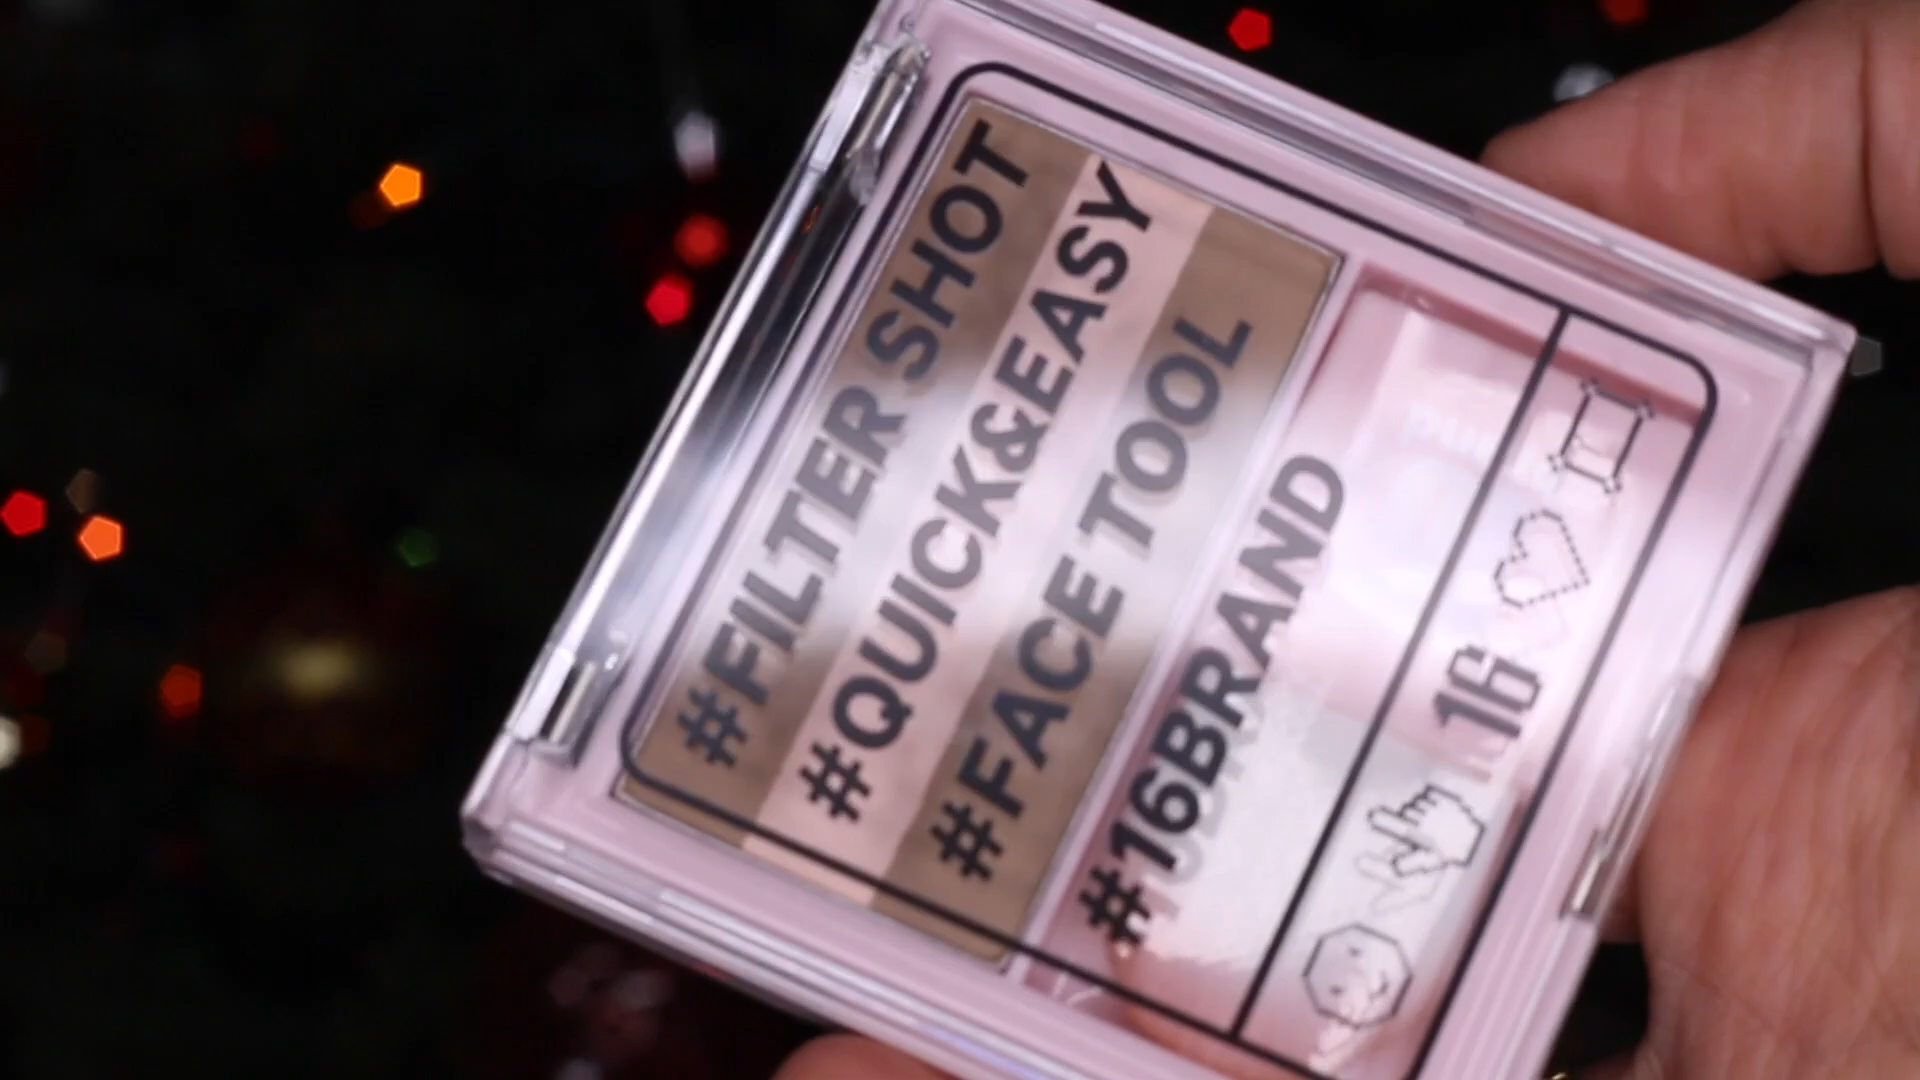 #FILTER SHOT
#QUICK&EASY
#FACE TOOL
#16BRAND
16